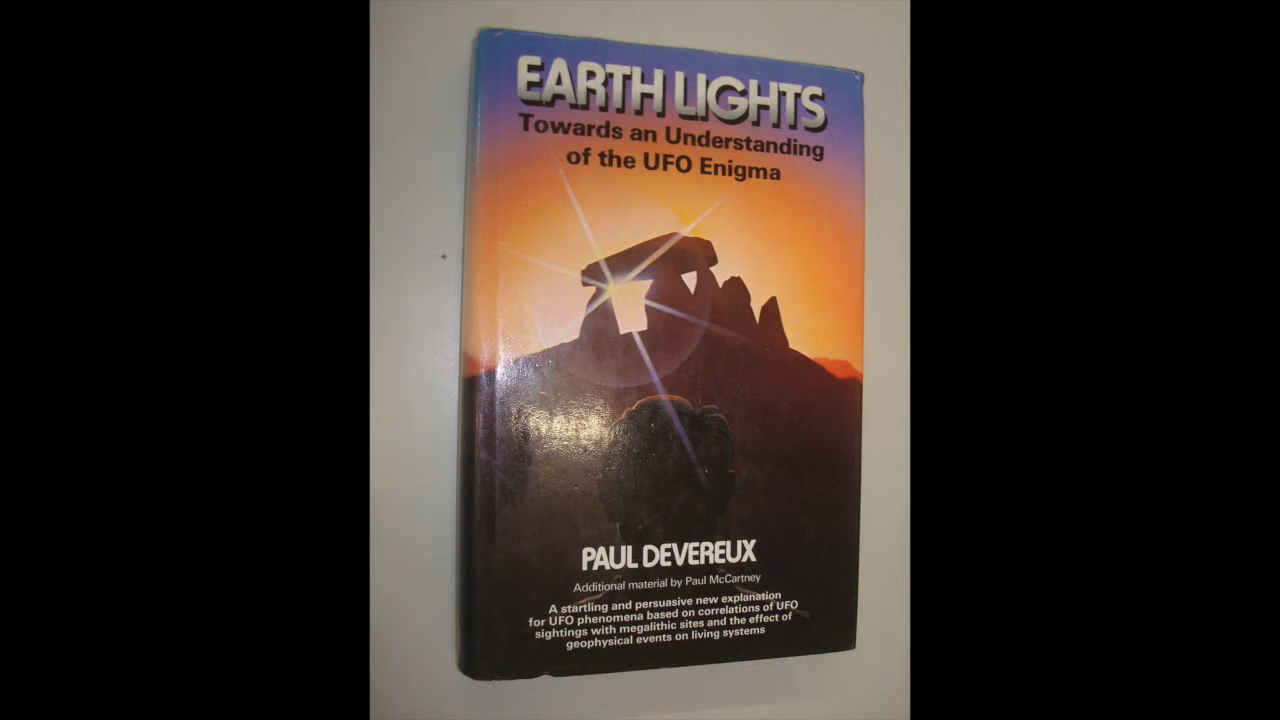 EARTH LIGHTS
Towards an Understanding
of the UFO Enigma
PAUL DEVEREUX
Additional material by Paul McCartney
A startling and persuasive new explanation
for UFO phenomena based on correlations of UFO
sightings with megalithic sites and the effect of
geophysical events on living systems